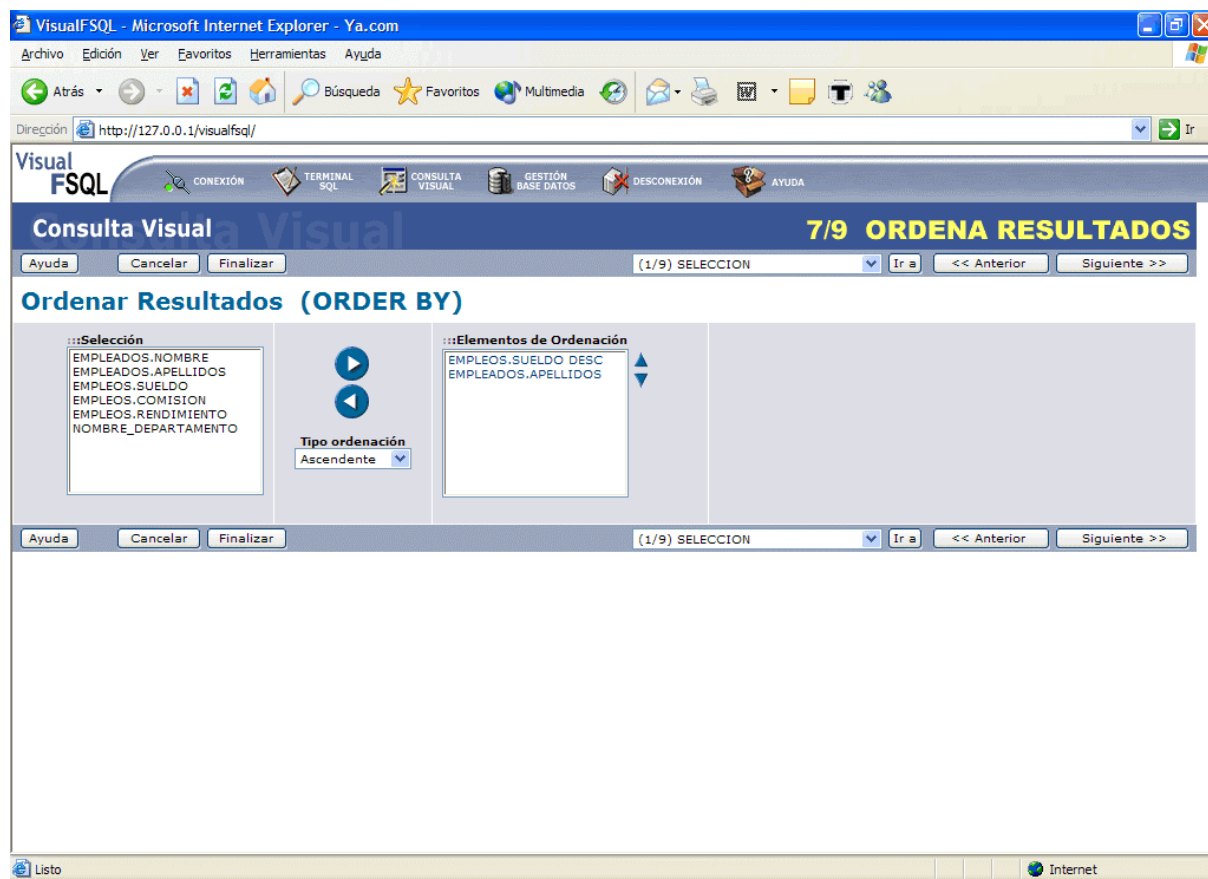 VisualFSQL - Microsoft Internet Explorer - Ya.com
Archivo Edición Ver Favoritos Herramientas Ayuda
Atrás Búsqueda Favoritos Multimedia
Dirección http://127.0.0.1/visualfsql/ Ir
Visual
FSQL
CONEXIÓN
TERMINAL
SQL
CONSULTA
VISUAL
GESTIÓN
BASE DATOS
DESCONEXIÓN
AYUDA
Consulta Visual
Consulta Visual 7/9 ORDENA RESULTADOS
Ayuda Cancelar Finalizar (1/9) SELECCION Ir a << Anterior Siguiente >>
Ordenar Resultados (ORDER BY)
:::Selección
EMPLEADOS.NOMBRE
EMPLEADOS.APELLIDOS
EMPLEOS.SUELDO
EMPLEOS.COMISION
EMPLEOS.RENDIMIENTO
NOMBRE_DEPARTAMENTO
Tipo ordenación
Ascendente
:::Elementos de Ordenación
EMPLEOS.SUELDO DESC
EMPLEADOS.APELLIDOS
Ayuda Cancelar Finalizar (1/9) SELECCION Ir a << Anterior Siguiente >>
Listo Internet